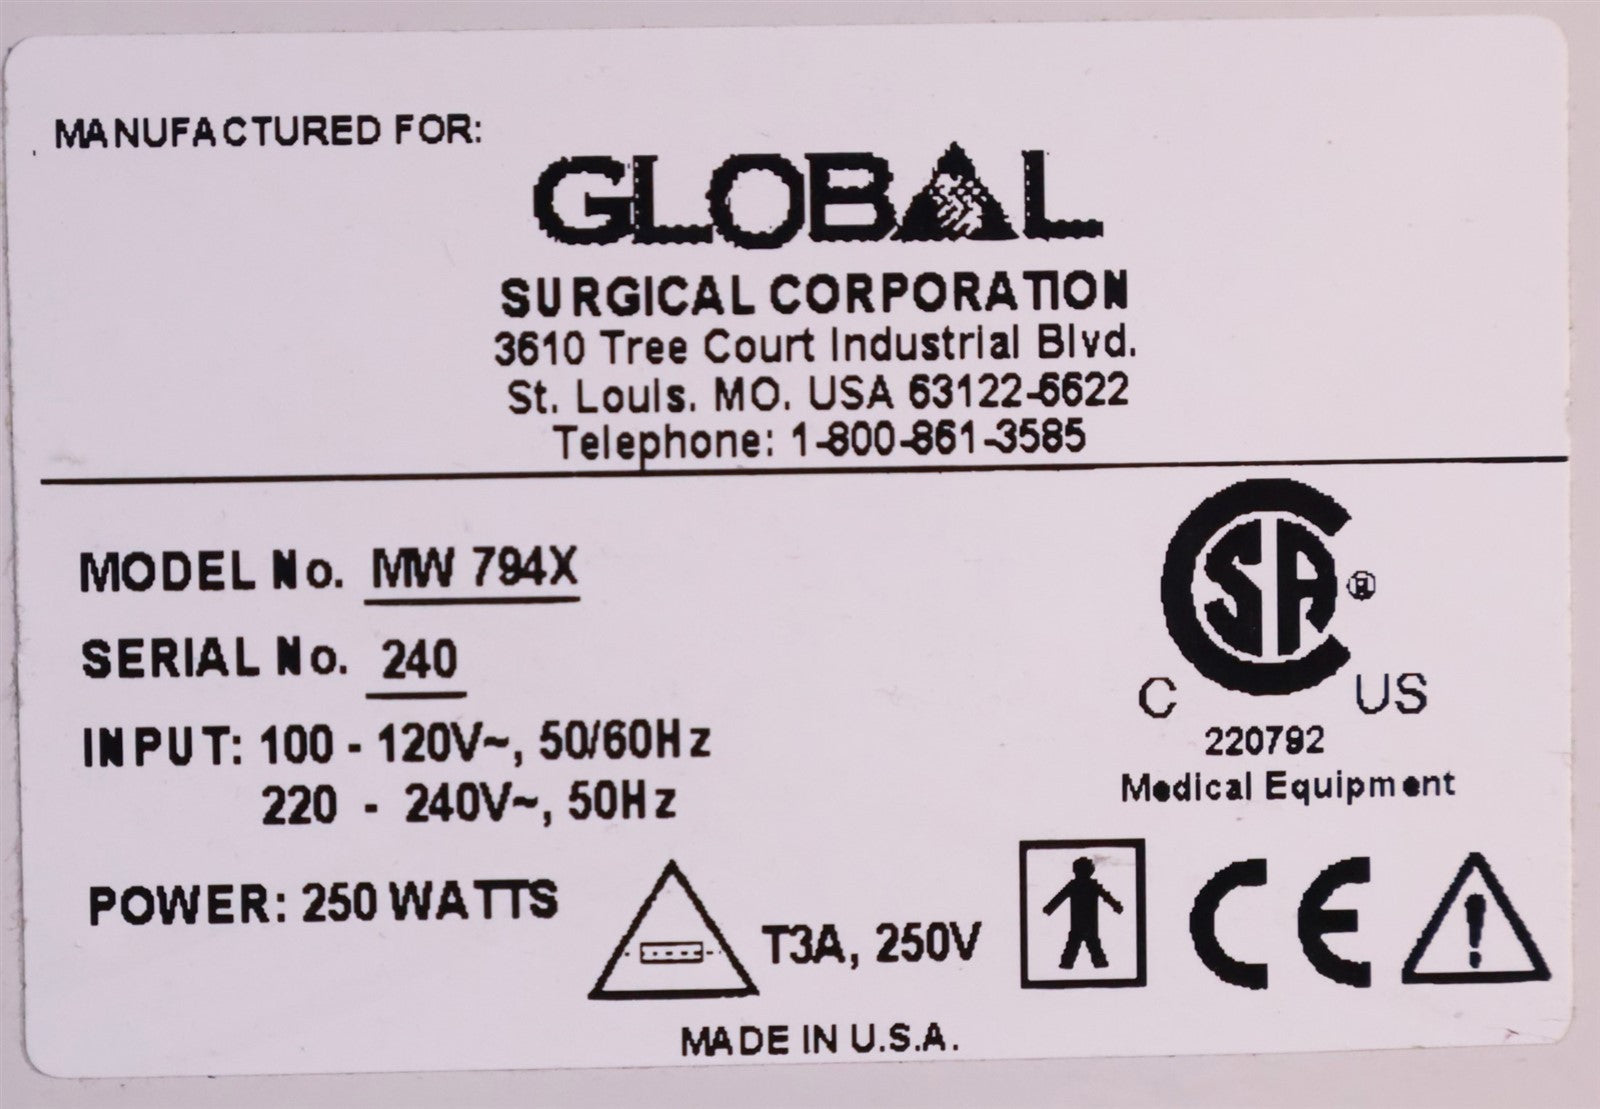 MANUFACTURED FOR:
GLOBAL
SURGICAL CORPORATION
3610 Tree Court Industrial Blvd.
St. Louis. MO. USA 63122-6622
Telephone: 1-800-861-3585
MODEL No. MW 794X
SERIAL No. 240
INPUT: 100 - 120V~, 50/60Hz
220 - 240V~, 50Hz
POWER: 250 WATTS
T3A, 250V
CSA ®
C US
220792
Medical Equipment
CE
MADE IN U.S.A.